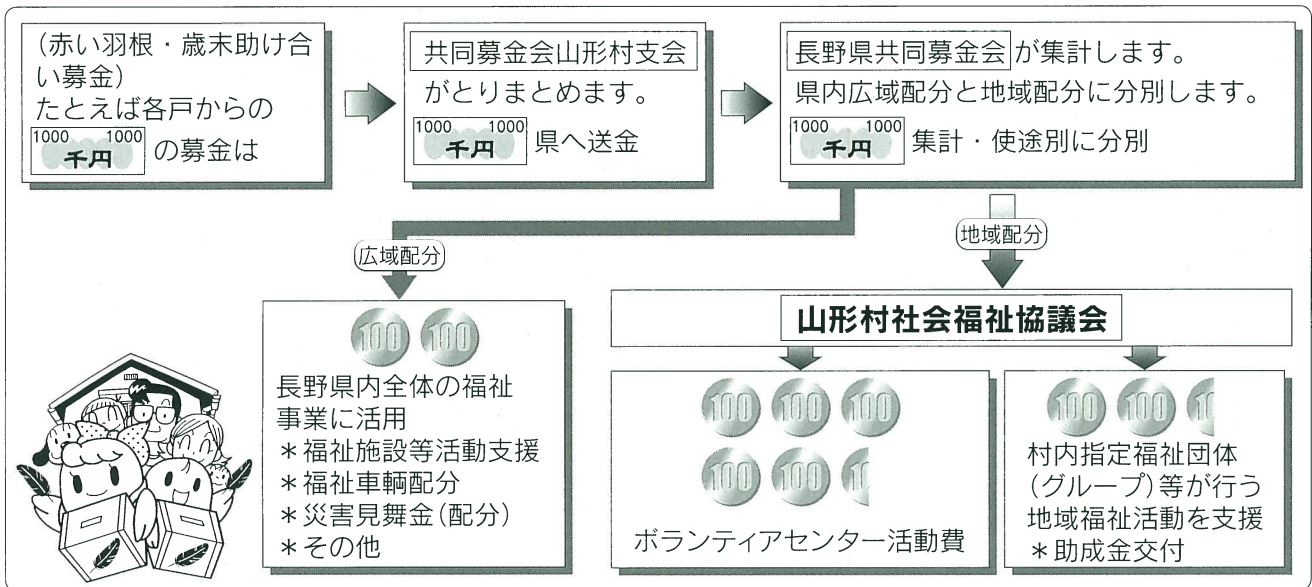 (赤い羽根・歳末助け合
い募金)
たとえば各戸からの
1000 1000
千円 の募金は
共同募金会山形村支会
がとりまとめます。
1000 1000
千円 県へ送金
長野県共同募金会 が集計します。
県内広域配分と地域配分に分別します。
1000 1000
千円 集計・使途別に分別
広域配分
地域配分
100 100
長野県内全体の福祉
事業に活用
*福祉施設等活動支援
*福祉車輌配分
*災害見舞金(配分)
*その他
山形村社会福祉協議会
100 100 100
100 100 1
ボランティアセンター活動費
100 100 1
村内指定福祉団体
(グループ)等が行う
地域福祉活動を支援
*助成金交付